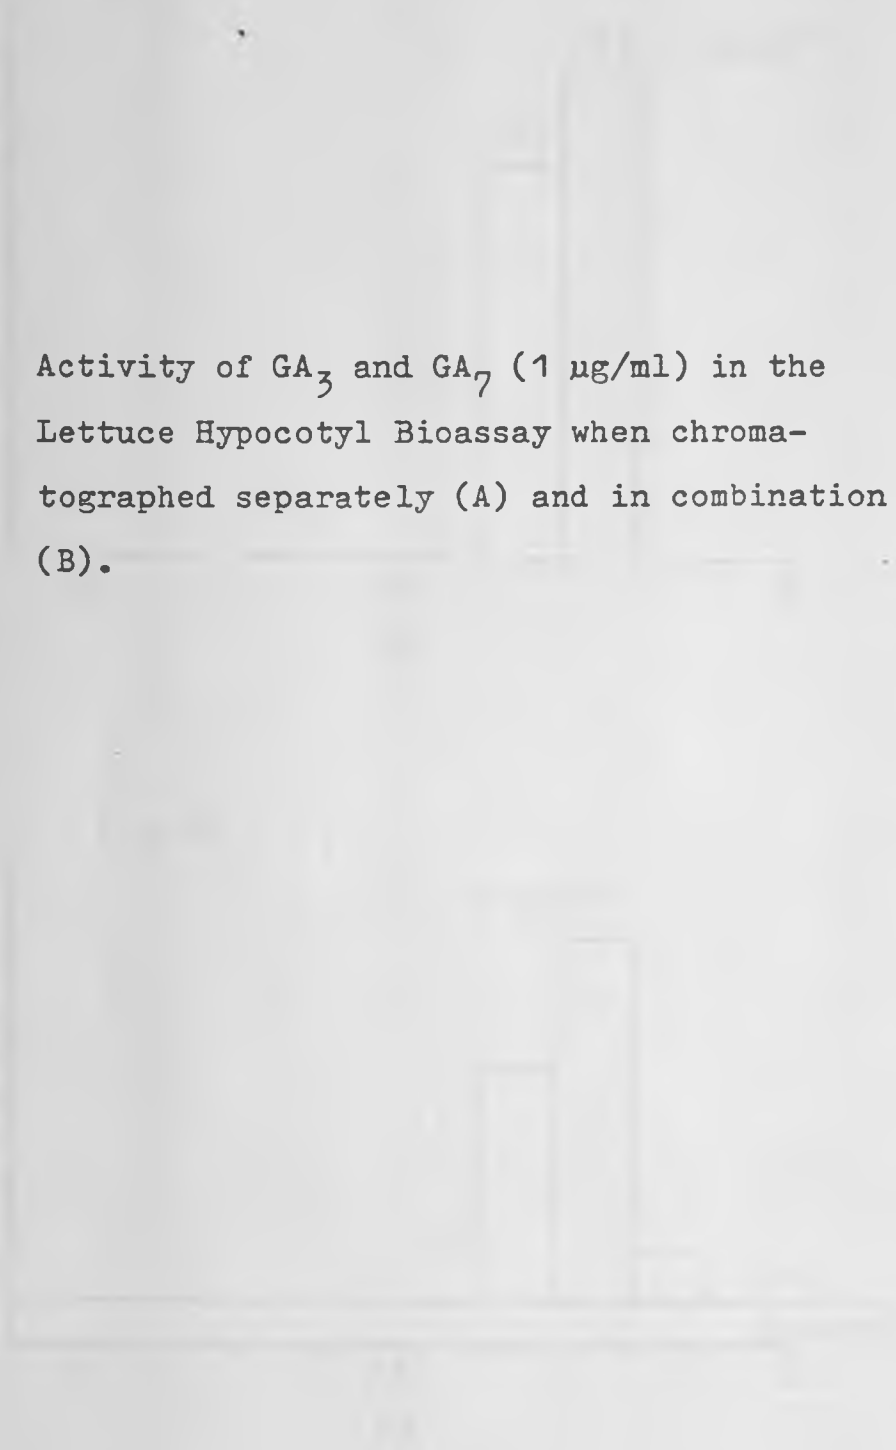 Activity of GA₃ and GA₇ (1 µg/ml) in the
Lettuce Hypocotyl Bioassay when chroma-
tographed separately (A) and in combination
(B).